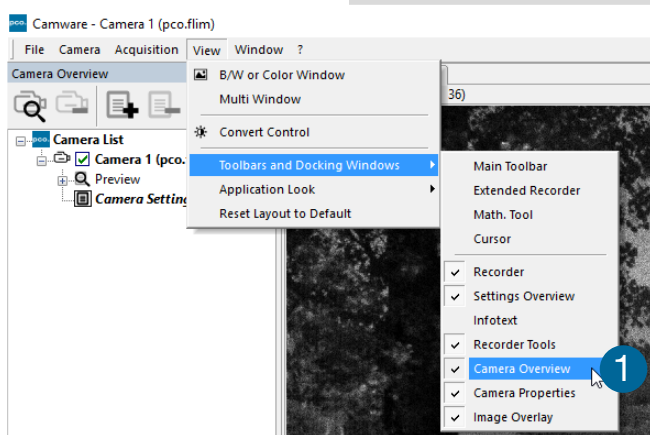 pco. Camware - Camera 1 (pco.flim)
File Camera Acquisition View Window ?
Camera Overview
B/W or Color Window
Multi Window
36)
Convert Control
pco. Camera List
Camera 1 (pco.
Toolbars and Docking Windows
Main Toolbar
Preview
Application Look
Extended Recorder
Camera Setting
Reset Layout to Default
Math. Tool
Cursor
Recorder
Settings Overview
Infotext
Recorder Tools
Camera Overview
1
Camera Properties
Image Overlay